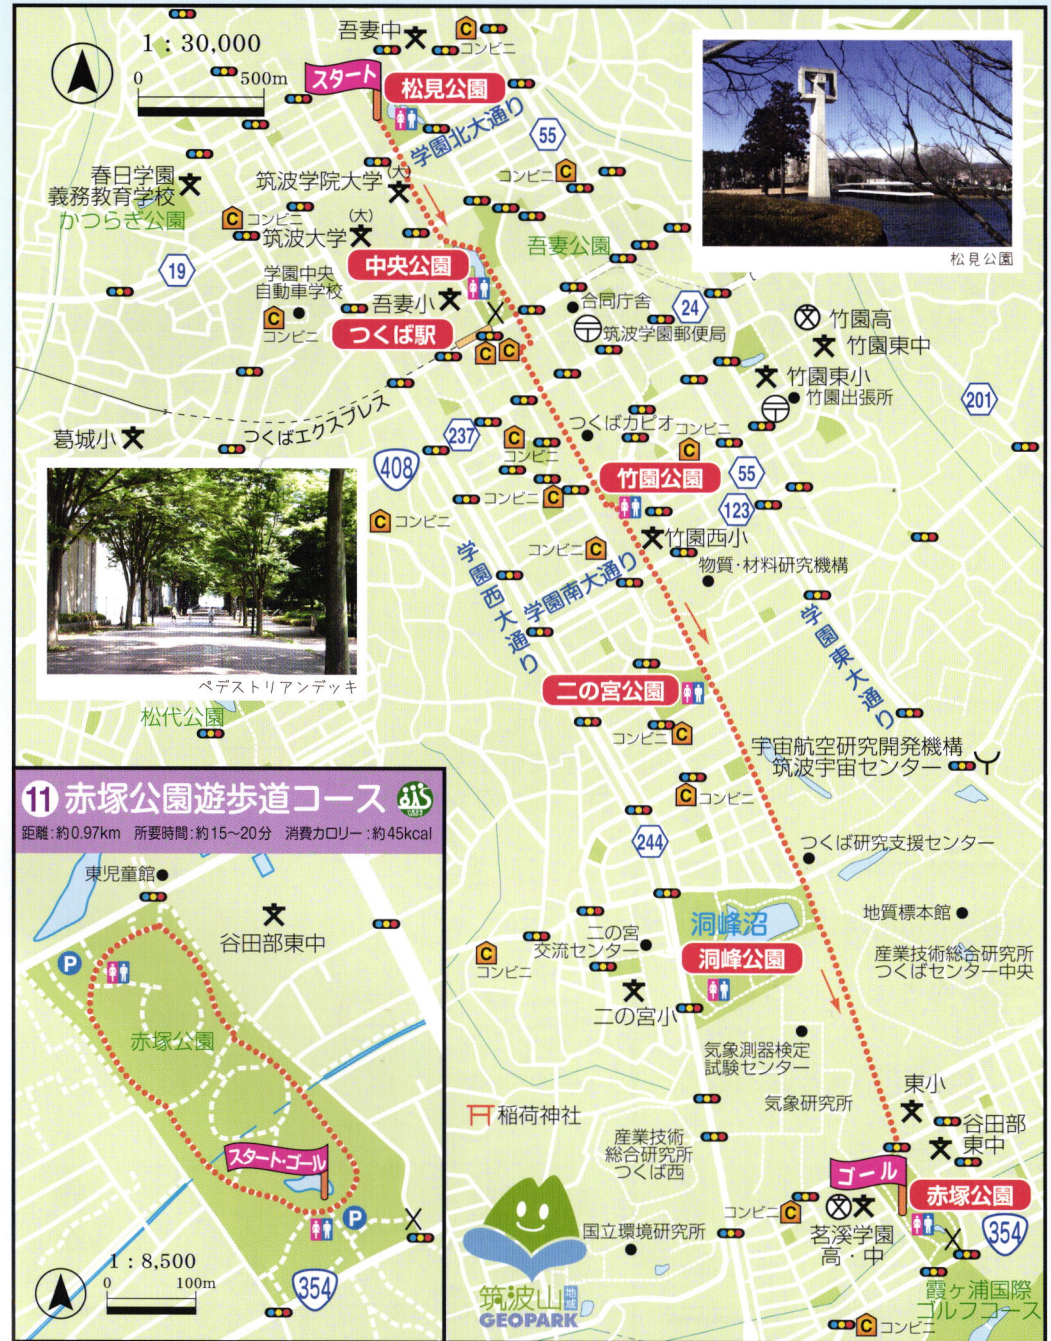 1：30,000
0 500m
吾妻中
コンビニ
スタート
松見公園
学園北大通り
55
コンビニ
松見公園
春日学園
義務教育学校
かつらぎ公園
筑波学院大学
(大)
コンビニ
筑波大学
(大)
吾妻公園
19
中央公園
学園中央
自動車学校
コンビニ
吾妻小
つくば駅
合同庁舎
24
筑波学園郵便局
竹園高
竹園東中
竹園東小
竹園出張所
201
つくばエクスプレス
葛城小
237
408
コンビニ
つくばカピオ
コンビニ
竹園公園
55
123
コンビニ
コンビニ
竹園西小
コンビニ
物質・材料研究機構
学園西大通り
学園南大通り
学園東大通り
ペデストリアンデッキ
松代公園
二の宮公園
コンビニ
宇宙航空研究開発機構
筑波宇宙センター
コンビニ
244
つくば研究支援センター
洞峰沼
洞峰公園
地質標本館
産業技術総合研究所
つくばセンター中央
二の宮
交流センター
コンビニ
二の宮小
気象測器検定
試験センター
気象研究所
稲荷神社
産業技術
総合研究所
つくば西
東小
谷田部
東中
ゴール
赤塚公園
354
コンビニ
茗溪学園
高・中
国立環境研究所
霞ヶ浦国際
ゴルフコース
コンビニ
筑波山地域
GEOPARK
11 赤塚公園遊歩道コース
距離：約0.97km 所要時間：約15～20分 消費カロリー：約45kcal
東児童館
谷田部東中
P
赤塚公園
スタート・ゴール
P
1：8,500
0 100m
354